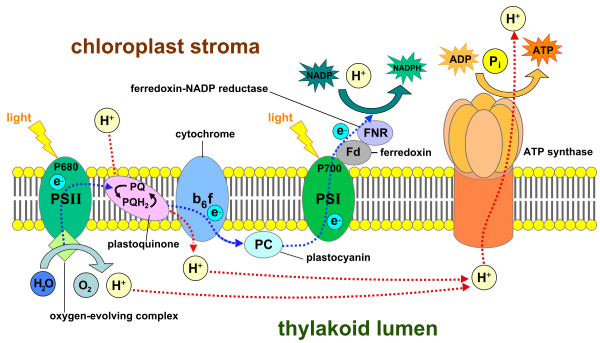 H⁺
chloroplast stroma
ADP
Pᵢ
ATP
NADP
H⁺
NADPH
ferredoxin-NADP reductase
light
H⁺
cytochrome
light
e-
FNR
Fd
ferredoxin
ATP synthase
P680
e-
PSII
PQ
PQH₂
b₆f
e-
P700
PSI
plastoquinone
PC
plastocyanin
H⁺
H⁺
H₂O
O₂
H⁺
oxygen-evolving complex
thylakoid lumen